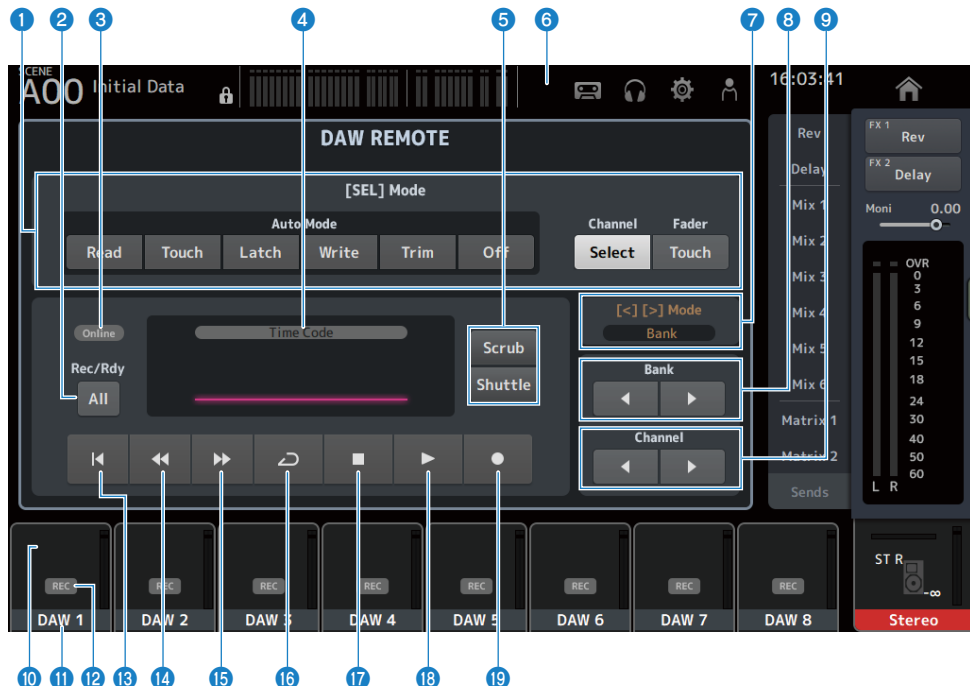 1 2 3 4 5 6 7 8 9
SCENE
A00 Initial Data
16:03:41
DAW REMOTE
[SEL] Mode
Auto Mode
Channel Fader
Read Touch Latch Write Trim Off
Select Touch
Online
Time Code
Rec/Rdy
All
Scrub
Shuttle
[<] [>] Mode
Bank
Bank
Channel
Rev
Delay
Mix 1
Mix 2
Mix 3
Mix 4
Mix 5
Mix 6
Matrix 1
Matrix 2
Sends
FX 1
Rev
FX 2
Delay
Moni 0.00
OVR
0
3
6
9
12
15
18
24
30
40
50
60
L R
REC REC REC REC REC REC REC REC
DAW 1 DAW 2 DAW 3 DAW 4 DAW 5 DAW 6 DAW 7 DAW 8
ST R
-∞
Stereo
10 11 12 13 14 15 16 17 18 19